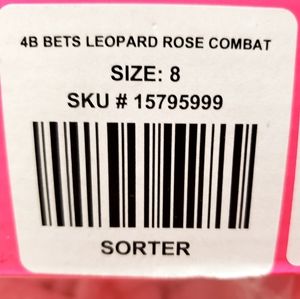 4B BETS LEOPARD ROSE COMBAT
SIZE: 8
SKU # 15795999
SORTER